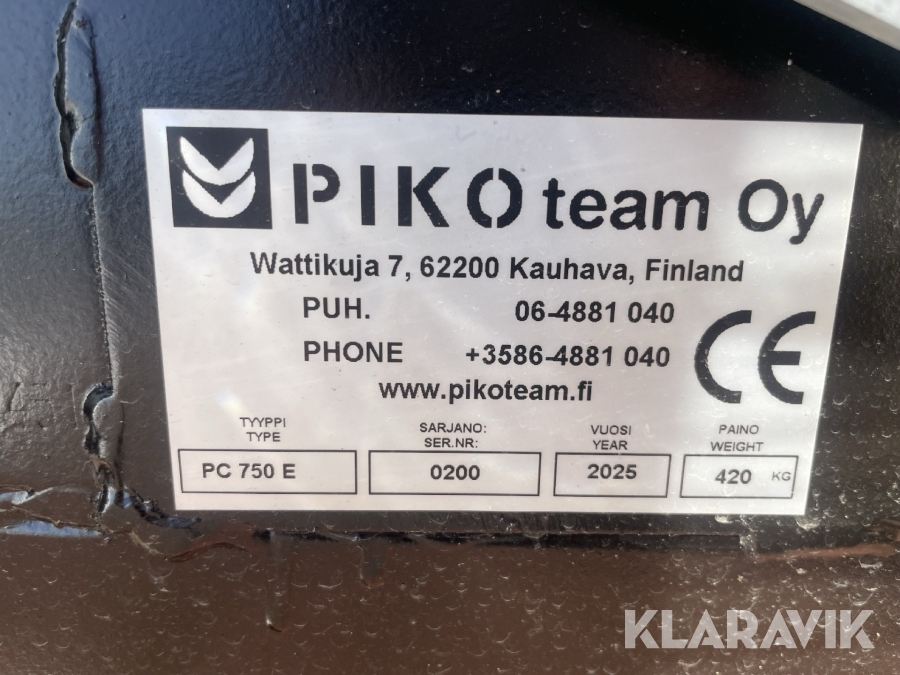 PIKO team Oy
Wattikuja 7, 62200 Kauhava, Finland
PUH. 06-4881 040
PHONE +3586-4881 040
www.pikoteam.fi
TYYPPI SARJANO: VUOSI PAINO
TYPE SER.NR: YEAR WEIGHT
PC 750 E 0200 2025 420 KG
CE
KLARAVIK